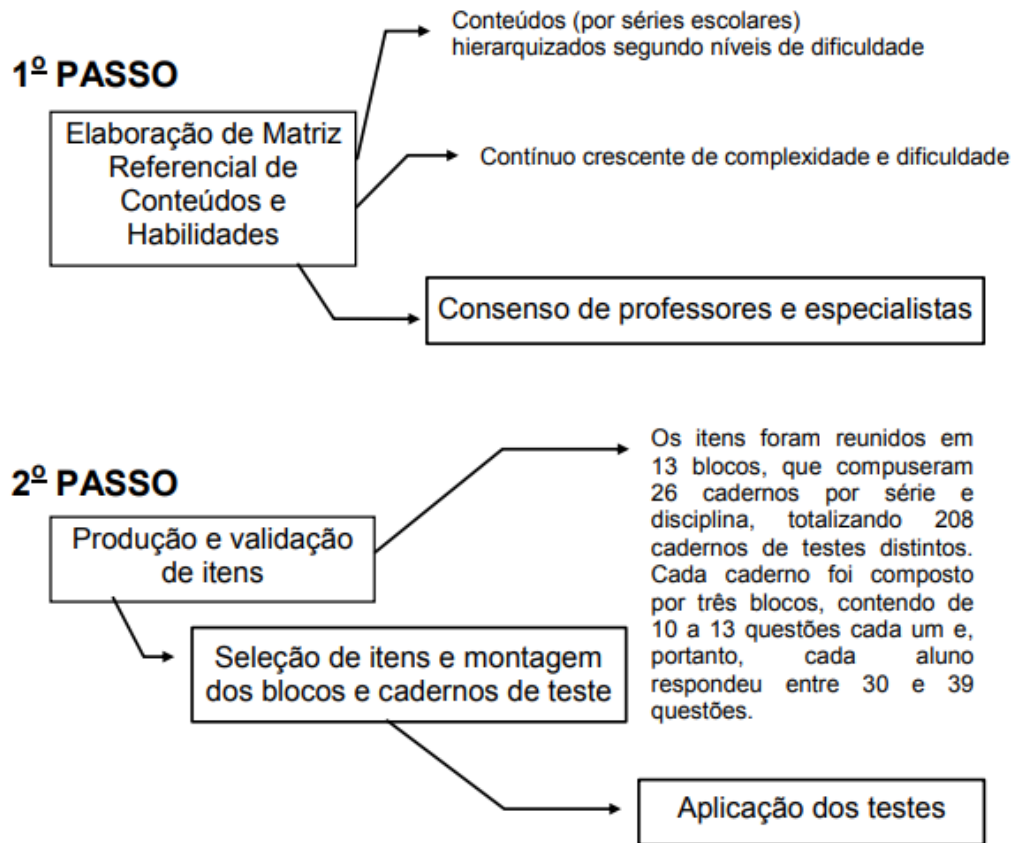 Conteúdos (por séries escolares)
hierarquizados segundo níveis de dificuldade
1º PASSO
Elaboração de Matriz
Referencial de
Conteúdos e
Habilidades
Contínuo crescente de complexidade e dificuldade
Consenso de professores e especialistas
2º PASSO
Produção e validação
de itens
Os itens foram reunidos em
13 blocos, que compuseram
26 cadernos por série e
disciplina, totalizando 208
cadernos de testes distintos.
Cada caderno foi composto
por três blocos, contendo de
10 a 13 questões cada um e,
portanto, cada aluno
respondeu entre 30 e 39
questões.
Seleção de itens e montagem
dos blocos e cadernos de teste
Aplicação dos testes